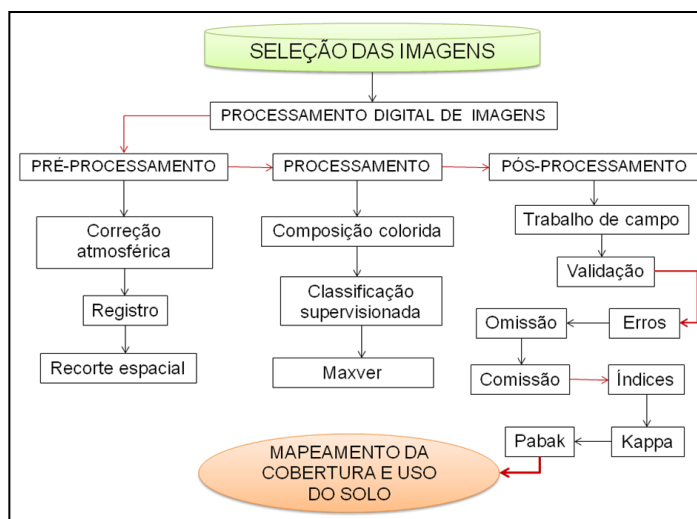 SELEÇÃO DAS IMAGENS
PROCESSAMENTO DIGITAL DE IMAGENS
PRÉ-PROCESSAMENTO
PROCESSAMENTO
PÓS-PROCESSAMENTO
Correção
atmosférica
Registro
Recorte espacial
Composição colorida
Classificação
supervisionada
Maxver
Trabalho de campo
Validação
Erros
Omissão
Comissão
Índices
Kappa
Pabak
MAPEAMENTO DA
COBERTURA E USO
DO SOLO